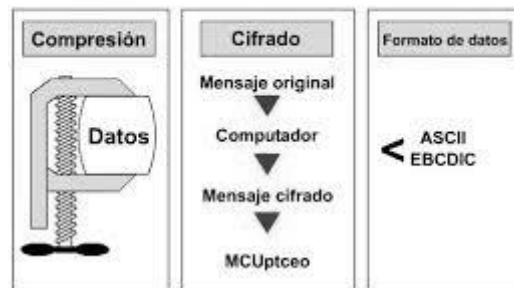 Compresión
Datos
Cifrado
Mensaje original
Computador
Mensaje cifrado
MCUptceo
Formato de datos
< ASCII
EBCDIC